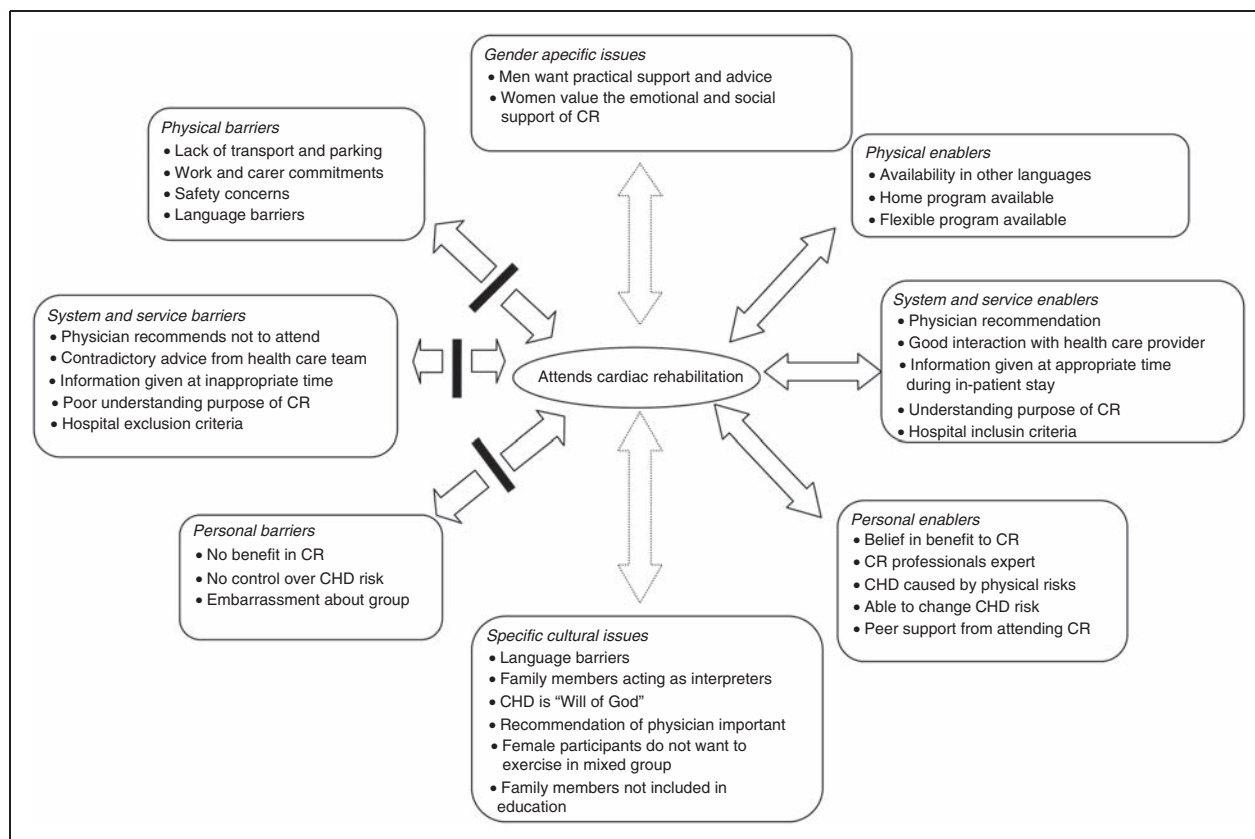 Gender apecific issues
• Men want practical support and advice
• Women value the emotional and social
support of CR
Physical barriers
• Lack of transport and parking
• Work and carer commitments
• Safety concerns
• Language barriers
Physical enablers
• Availability in other languages
• Home program available
• Flexible program available
System and service barriers
• Physician recommends not to attend
• Contradictory advice from health care team
• Information given at inappropriate time
• Poor understanding purpose of CR
• Hospital exclusion criteria
Attends cardiac rehabilitation
System and service enablers
• Physician recommendation
• Good interaction with health care provider
• Information given at appropriate time
during in-patient stay
• Understanding purpose of CR
• Hospital inclusin criteria
Personal barriers
• No benefit in CR
• No control over CHD risk
• Embarrassment about group
Personal enablers
• Belief in benefit to CR
• CR professionals expert
• CHD caused by physical risks
• Able to change CHD risk
• Peer support from attending CR
Specific cultural issues
• Language barriers
• Family members acting as interpreters
• CHD is “Will of God”
• Recommendation of physician important
• Female participants do not want to
exercise in mixed group
• Family members not included in
education